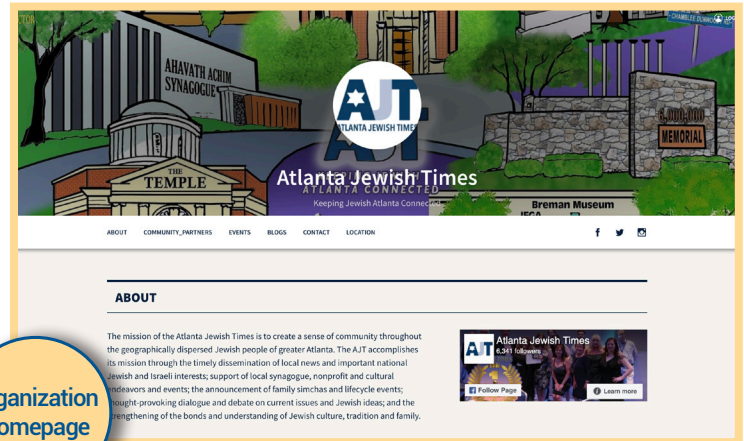 CHAMBLEE DUNWOODY
LOG
AHAVATH ACHIM
SYNAGOGUE
AJT
ATLANTA JEWISH TIMES
6,000,000
MEMORIAL
THE
TEMPLE
Atlanta Jewish Times
ATLANTA CONNECTED
Keeping Jewish Atlanta Connected
Breman Museum
ABOUT COMMUNITY_PARTNERS EVENTS BLOGS CONTACT LOCATION
ABOUT
The mission of the Atlanta Jewish Times is to create a sense of community throughout
the geographically dispersed Jewish people of greater Atlanta. The AJT accomplishes
its mission through the timely dissemination of local news and important national
Jewish and Israeli interests; support of local synagogue, nonprofit and cultural
endeavors and events; the announcement of family simchas and lifecycle events;
thought-provoking dialogue and debate on current issues and Jewish ideas; and the
strengthening of the bonds and understanding of Jewish culture, tradition and family.
AJT
Atlanta Jewish Times
6,341 followers
Follow Page
Learn more
ganization
omepage